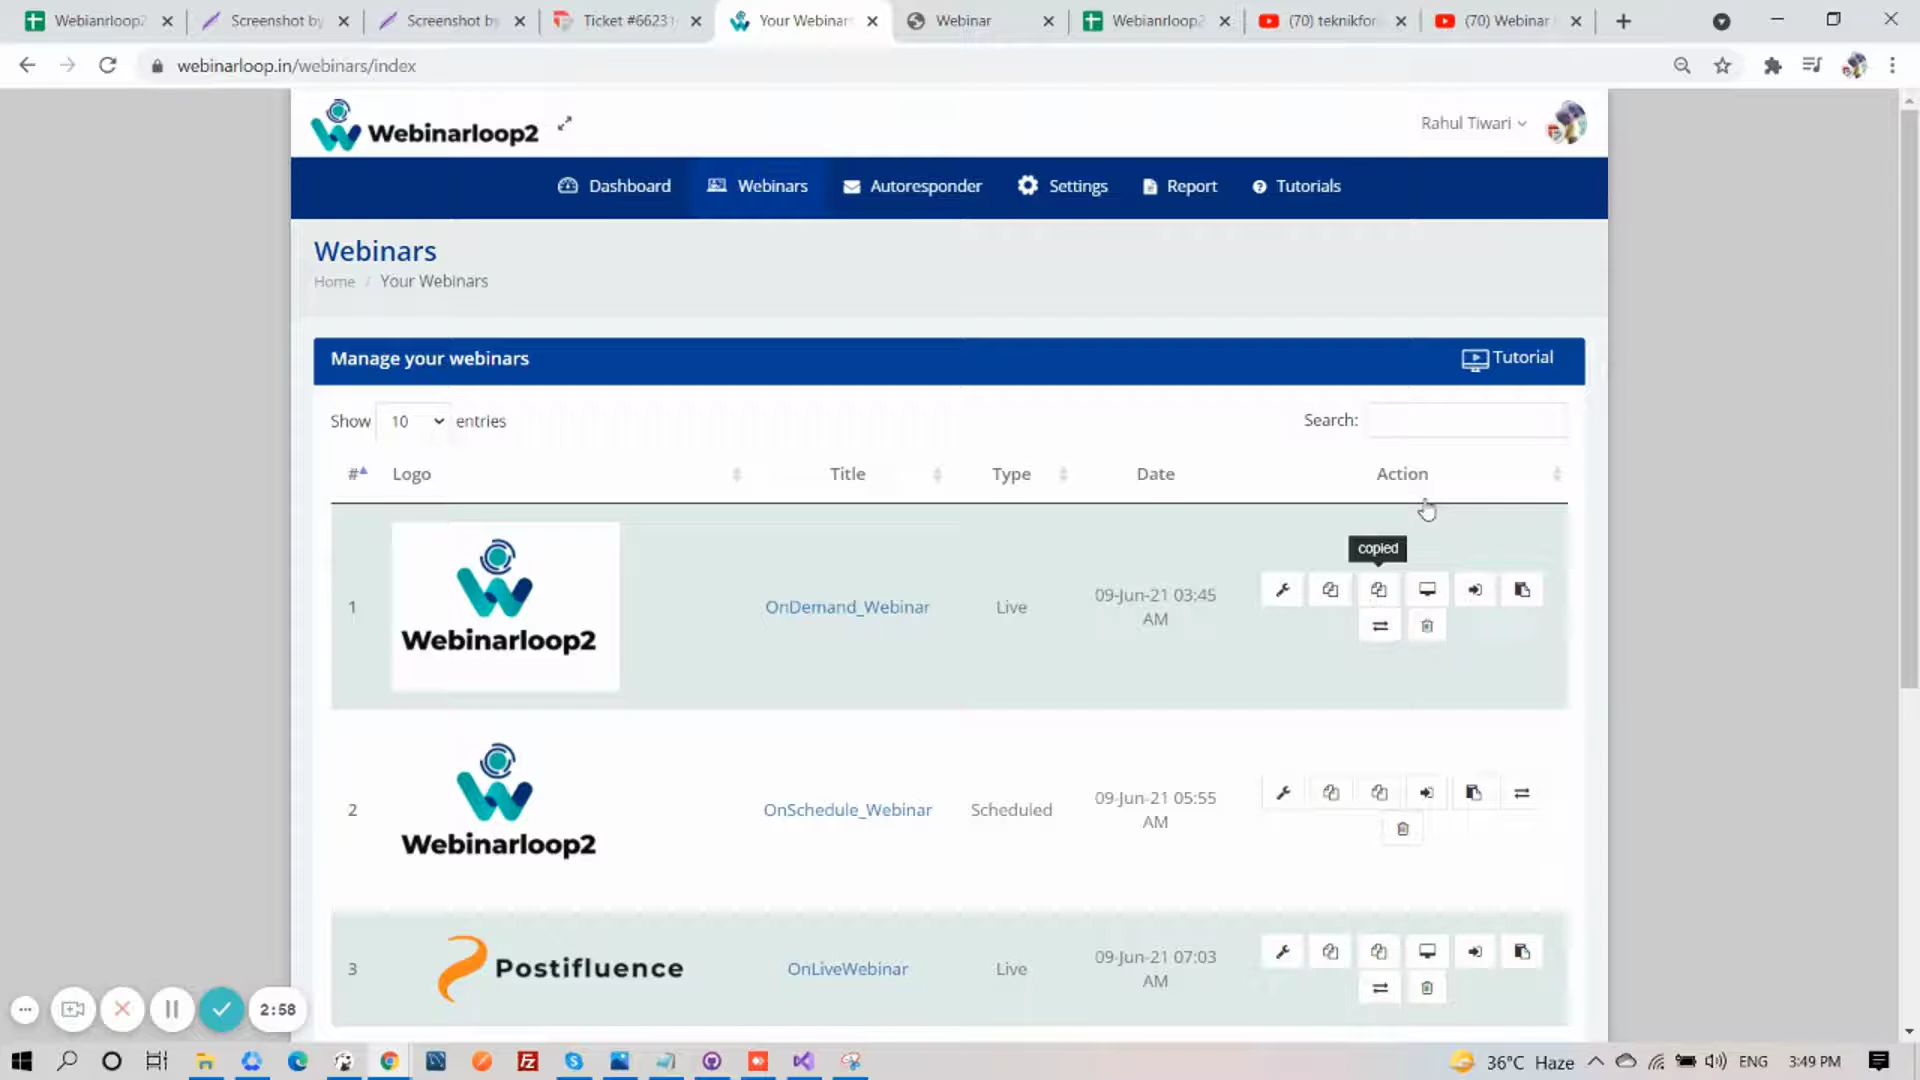 Webianrloop2
Screenshot by
Screenshot by
Ticket #6623
Your Webinar
Webinar
Webianrloop2
(70) teknikfor
(70) Webinar
webinarloop.in/webinars/index
Webinarloop2
Rahul Tiwari
Dashboard
Webinars
Autoresponder
Settings
Report
Tutorials
Webinars
Home / Your Webinars
Manage your webinars
Tutorial
Show 10 entries
Search:
# Logo Title Type Date Action
copied
Webinarloop2
1 OnDemand_Webinar Live 09-Jun-21 03:45 AM
Webinarloop2
2 OnSchedule_Webinar Scheduled 09-Jun-21 05:55 AM
3 Postifluence OnLiveWebinar Live 09-Jun-21 07:03 AM
2:58
36°C Haze ENG 3:49 PM